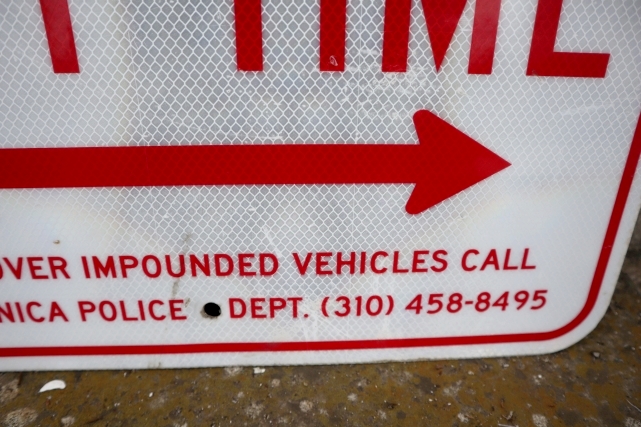 TIME
OVER IMPOUNDED VEHICLES CALL
NICA POLICE DEPT. (310) 458-8495